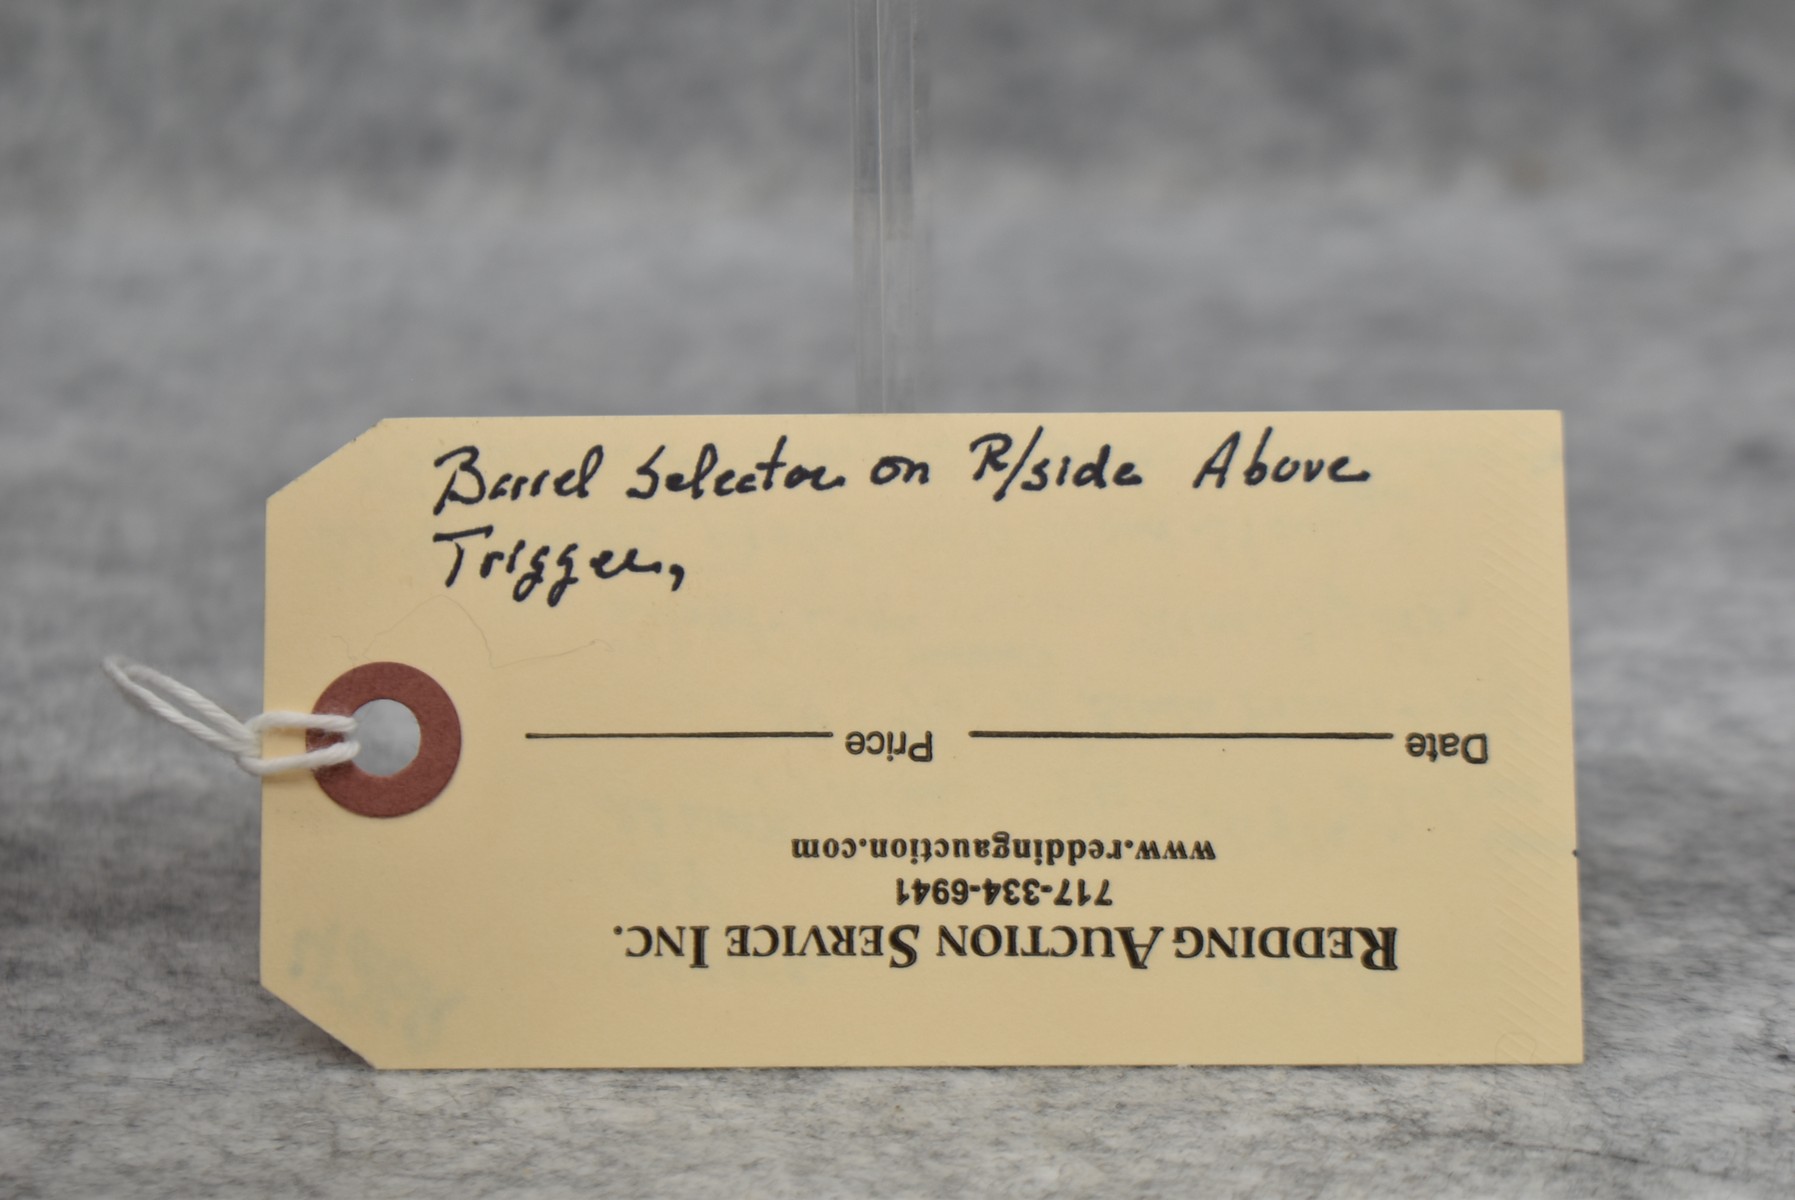 Barrel Selector on R/side Above
Trigger,
REDDING AUCTION SERVICE INC.
717-334-6941
www.reddingauction.com
Date Price